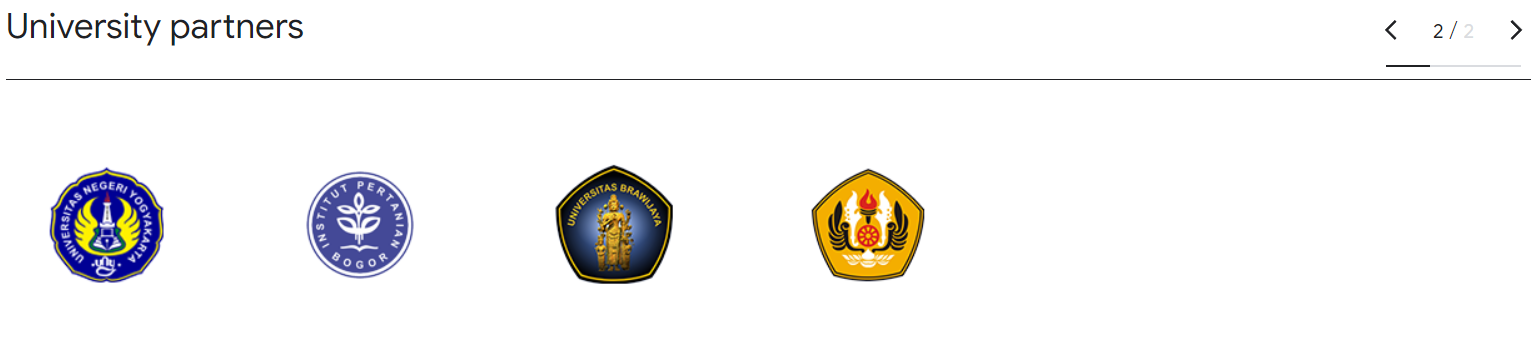 University partners
2 / 2
UNIVERSITAS NEGERI YOGYAKARTA
INSTITUT PERTANIAN
BOGOR
UNIVERSITAS BRAWIJAYA